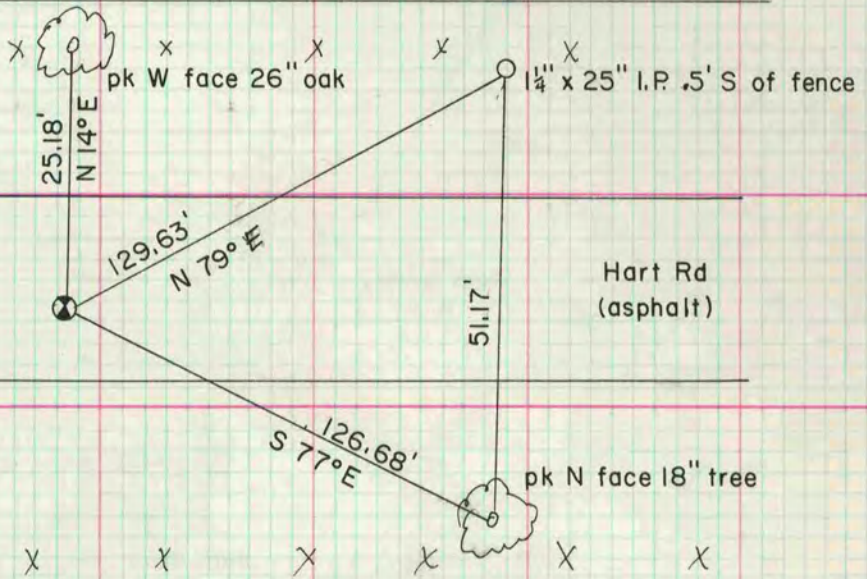 x x x x x
pk W face 26" oak
1¼" x 25" I.P. .5' S of fence
25.18'
N 14° E
129.63'
N 79° E
51.17'
Hart Rd
(asphalt)
126.68'
S 77° E
pk N face 18" tree
x x x x x x